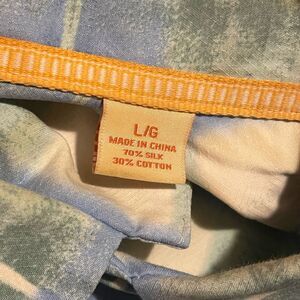 L/G
MADE IN CHINA
70% SILK
30% COTTON